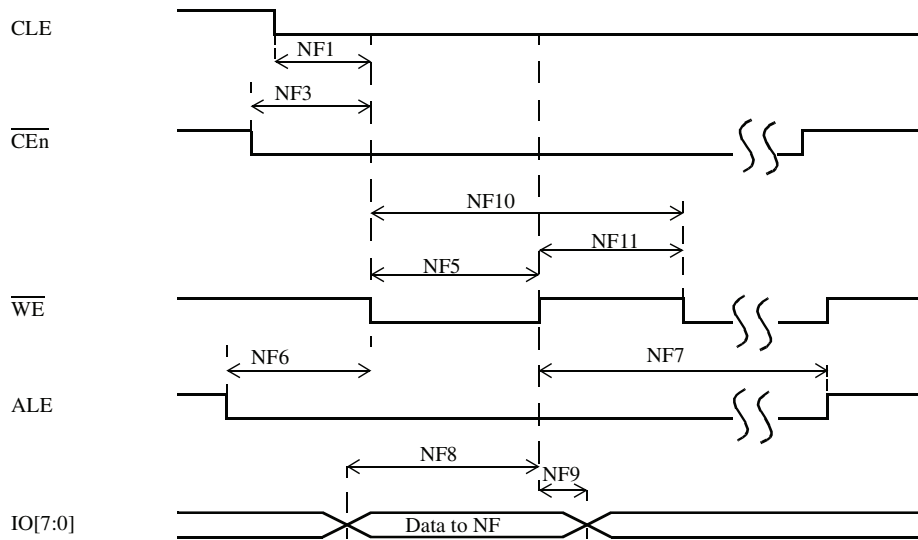 CLE
NF1
NF3
CEn
NF10
NF11
NF5
WE
NF6
NF7
ALE
NF8
NF9
IO[7:0]
Data to NF